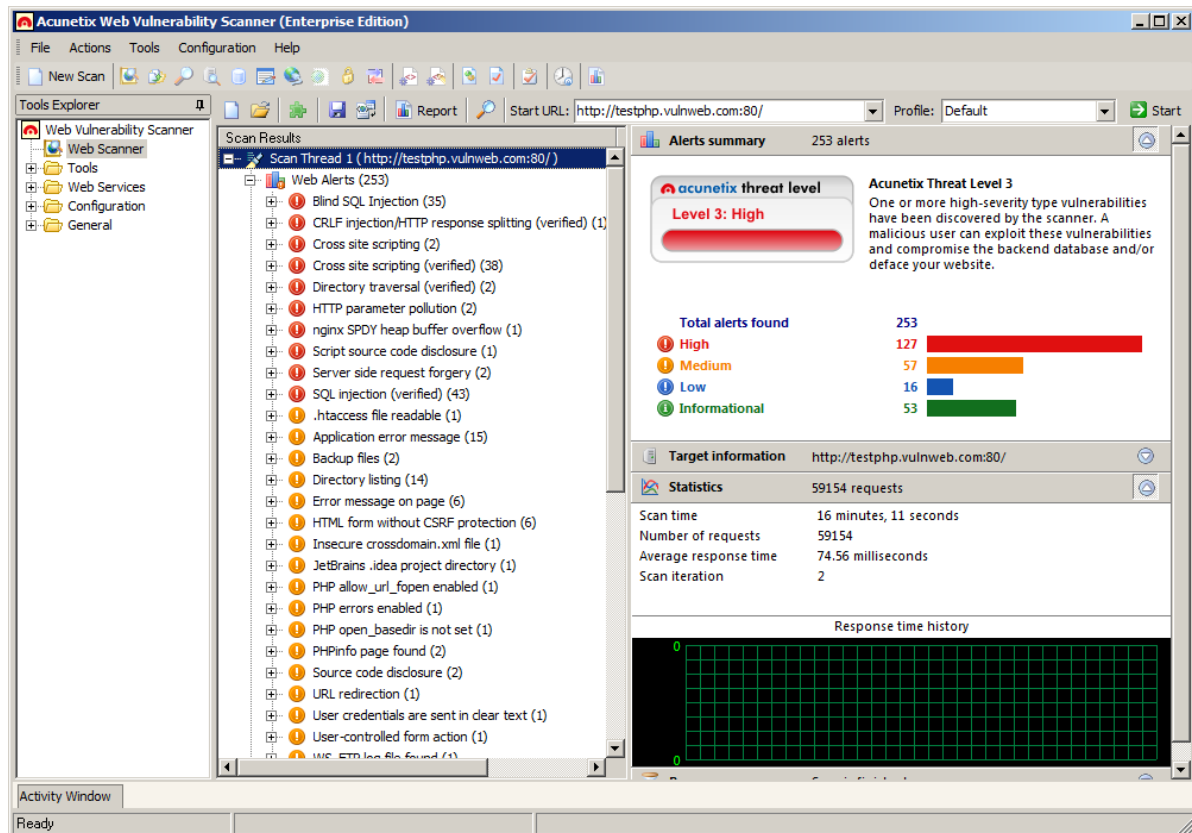 Acunetix Web Vulnerability Scanner (Enterprise Edition)
File Actions Tools Configuration Help
New Scan
Tools Explorer
Web Vulnerability Scanner
Web Scanner
Tools
Web Services
Configuration
General
Report Start URL: http://testphp.vulnweb.com:80/ Profile: Default Start
Scan Results
Scan Thread 1 ( http://testphp.vulnweb.com:80/ )
Web Alerts (253)
Blind SQL Injection (35)
CRLF injection/HTTP response splitting (verified) (1)
Cross site scripting (2)
Cross site scripting (verified) (38)
Directory traversal (verified) (2)
HTTP parameter pollution (2)
nginx SPDY heap buffer overflow (1)
Script source code disclosure (1)
Server side request forgery (2)
SQL injection (verified) (43)
.htaccess file readable (1)
Application error message (15)
Backup files (2)
Directory listing (14)
Error message on page (6)
HTML form without CSRF protection (6)
Insecure crossdomain.xml file (1)
JetBrains .idea project directory (1)
PHP allow_url_fopen enabled (1)
PHP errors enabled (1)
PHP open_basedir is not set (1)
PHPinfo page found (2)
Source code disclosure (2)
URL redirection (1)
User credentials are sent in clear text (1)
User-controlled form action (1)
WS_FTP log file found (1)
Alerts summary 253 alerts
acunetix threat level
Level 3: High
Acunetix Threat Level 3
One or more high-severity type vulnerabilities
have been discovered by the scanner. A
malicious user can exploit these vulnerabilities
and compromise the backend database and/or
deface your website.
Total alerts found 253
High 127
Medium 57
Low 16
Informational 53
Target information http://testphp.vulnweb.com:80/
Statistics 59154 requests
Scan time 16 minutes, 11 seconds
Number of requests 59154
Average response time 74.56 milliseconds
Scan iteration 2
Response time history
0
0
Activity Window
Ready